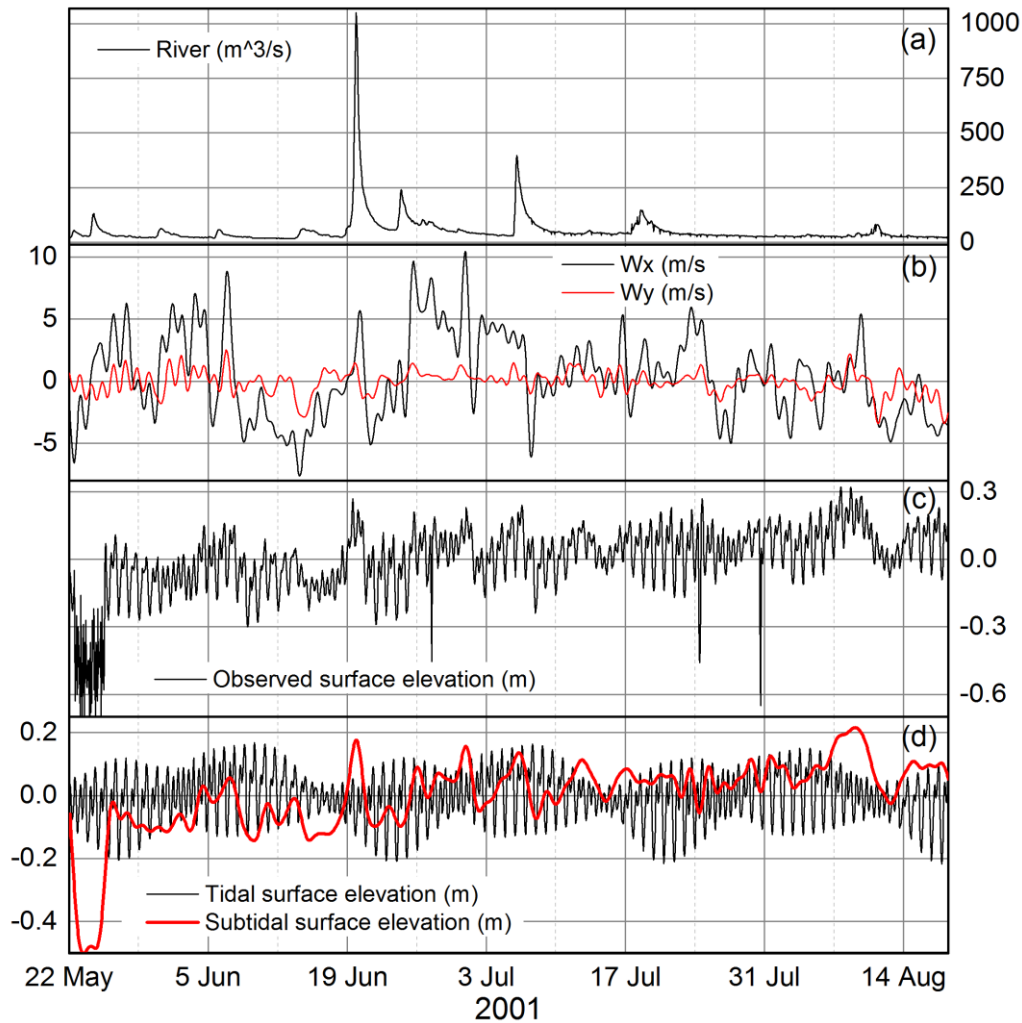 1000
(a)
River (m^3/s)
750
500
250
0
10
(b)
Wx (m/s
Wy (m/s)
5
0
-5
0.3
(c)
0.0
-0.3
Observed surface elevation (m)
-0.6
0.2
(d)
0.0
-0.2
Tidal surface elevation (m)
Subtidal surface elevation (m)
-0.4
22 May 5 Jun 19 Jun 3 Jul 17 Jul 31 Jul 14 Aug
2001